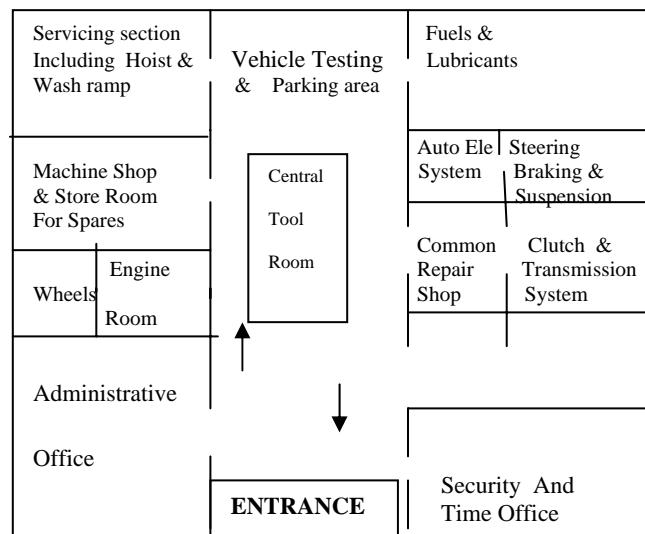 Servicing section
Including Hoist &
Wash ramp
Vehicle Testing
& Parking area
Fuels &
Lubricants
Machine Shop
& Store Room
For Spares
Central
Tool
Room
Auto Ele
System
Steering
Braking &
Suspension
Wheels
Engine
Room
Common
Repair
Shop
Clutch &
Transmission
System
Administrative
Office
ENTRANCE
Security And
Time Office